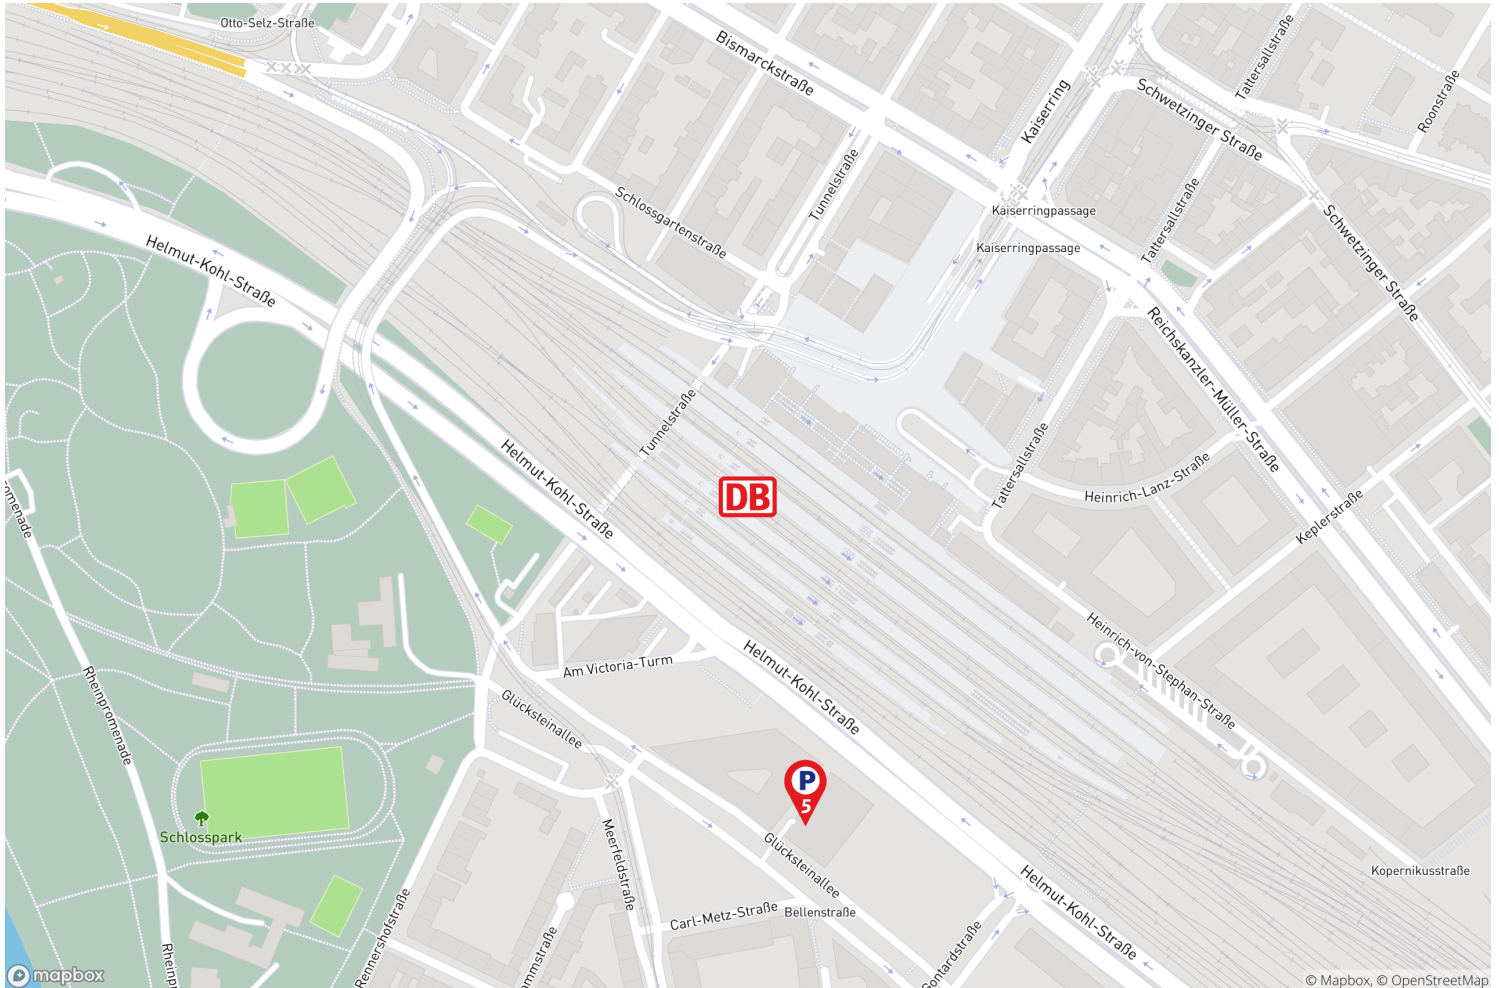 Otto-Selz-Straße
Bismarckstraße
Kaiserring
Tattersallstraße
Schwetzinger Straße
Roonstraße
Tunnelstraße
Schlossgartenstraße
Kaiserringpassage
Kaiserringpassage
Tattersallstraße
Schwetzinger Straße
Helmut-Kohl-Straße
Reichskanzler-Müller-Straße
Tunnelstraße
Tattersallstraße
Heinrich-Lanz-Straße
Keplerstraße
Helmut-Kohl-Straße
DB
omenade
Heinrich-von-Stephan-Straße
Am Victoria-Turm
Helmut-Kohl-Straße
Rheinpromenade
Glücksteinallee
P
5
Schlosspark
Meerfeldstraße
Glücksteinallee
Kopernikusstraße
Helmut-Kohl-Straße
Carl-Metz-Straße
Bellenstraße
Rennershofstraße
ammstraße
Gontardstraße
Rheinpr
mapbox
© Mapbox, © OpenStreetMap